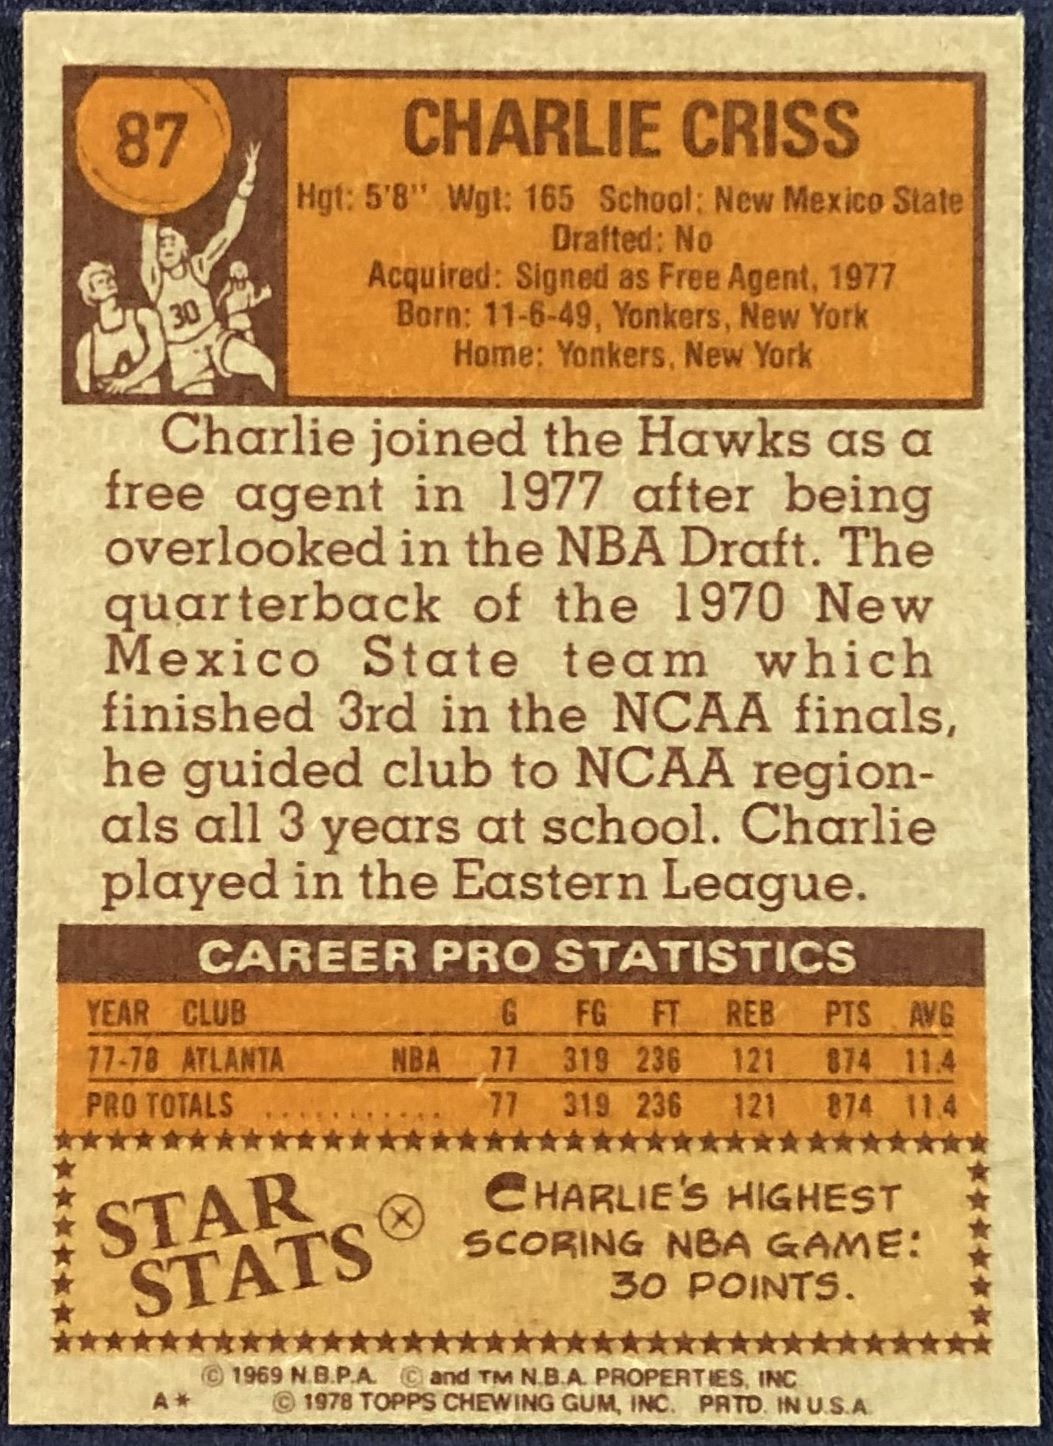 87
CHARLIE CRISS
Hgt: 5'8" Wgt: 165 School: New Mexico State
Drafted: No
Acquired: Signed as Free Agent, 1977
Born: 11-6-49, Yonkers, New York
Home: Yonkers, New York
30
Charlie joined the Hawks as a
free agent in 1977 after being
overlooked in the NBA Draft. The
quarterback of the 1970 New
Mexico State team which
finished 3rd in the NCAA finals,
he guided club to NCAA region-
als all 3 years at school. Charlie
played in the Eastern League.
CAREER PRO STATISTICS
YEAR CLUB G FG FT REB PTS AVG
77-78 ATLANTA NBA 77 319 236 121 874 11.4
PRO TOTALS ........... 77 319 236 121 874 11.4
STAR
STATS
CHARLIE'S HIGHEST
SCORING NBA GAME:
30 POINTS.
© 1969 N.B.P.A. © and TM N.B.A. PROPERTIES, INC
A* © 1978 TOPPS CHEWING GUM, INC. PRTD. IN U.S.A.